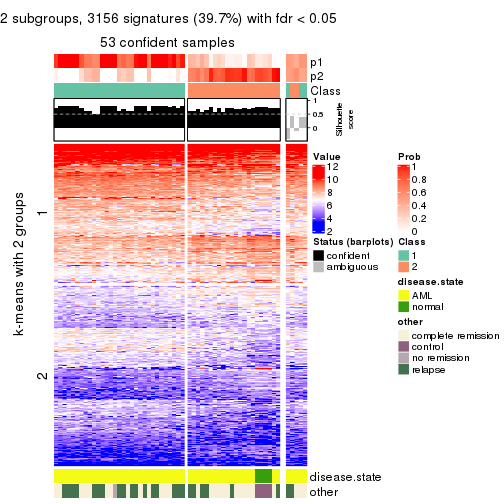 2 subgroups, 3156 signatures (39.7%) with fdr < 0.05
53 confident samples
p1
p2
Class
1
0.5
0
Silhouette
score
k-means with 2 groups
1
2
Value
12
10
8
6
4
2
Prob
1
0.8
0.6
0.4
0.2
0
Status (barplots)
confident
ambiguous
Class
1
2
disease.state
AML
normal
other
complete remission
control
no remission
relapse
disease.state
other